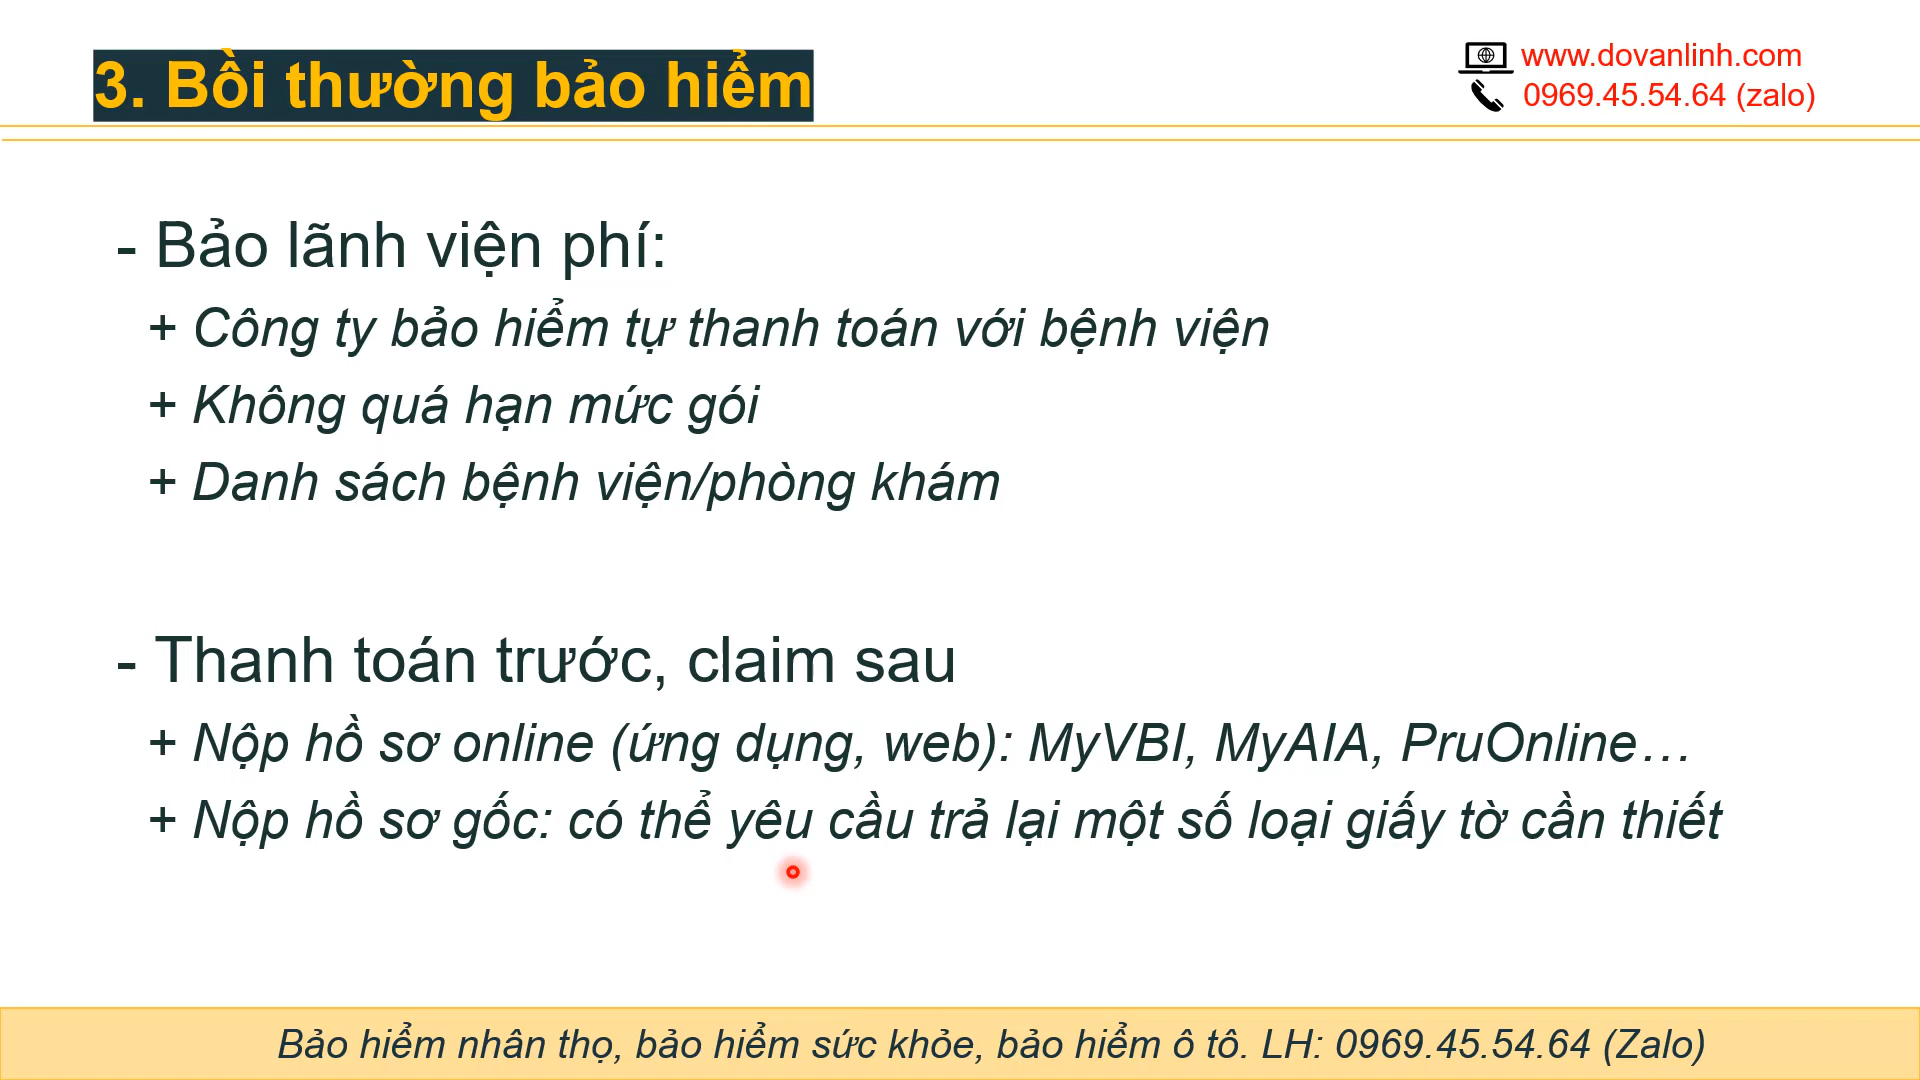 3. Bồi thường bảo hiểm
www.dovanlinh.com
0969.45.54.64 (zalo)
- Bảo lãnh viện phí:
+ Công ty bảo hiểm tự thanh toán với bệnh viện
+ Không quá hạn mức gói
+ Danh sách bệnh viện/phòng khám
- Thanh toán trước, claim sau
+ Nộp hồ sơ online (ứng dụng, web): MyVBI, MyAIA, PruOnline…
+ Nộp hồ sơ gốc: có thể yêu cầu trả lại một số loại giấy tờ cần thiết
Bảo hiểm nhân thọ, bảo hiểm sức khỏe, bảo hiểm ô tô. LH: 0969.45.54.64 (Zalo)